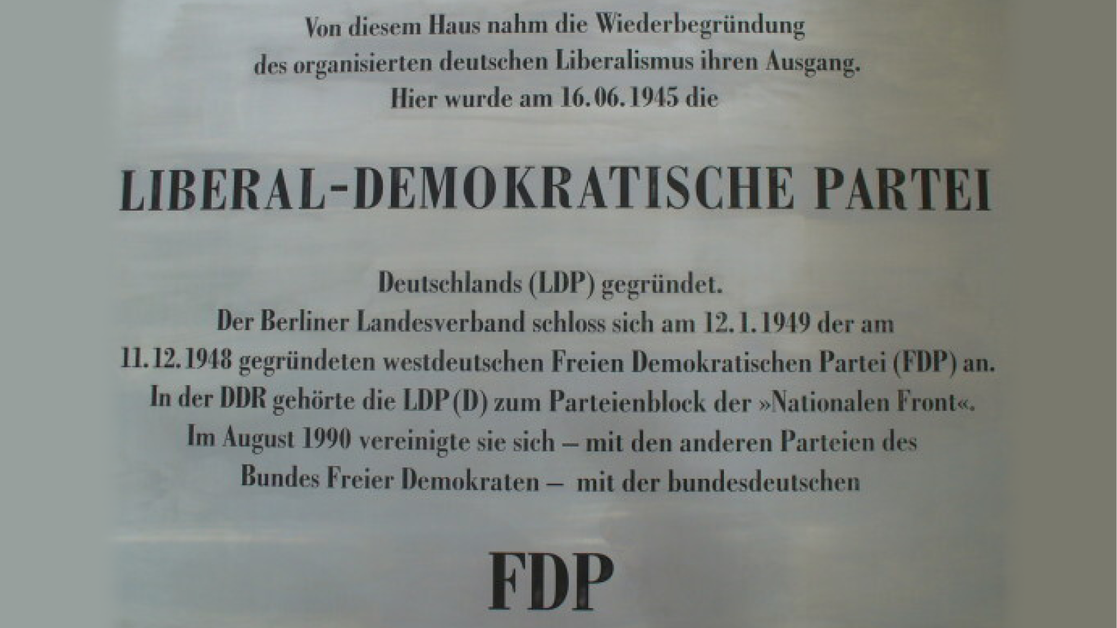 Von diesem Haus nahm die Wiederbegründung
des organisierten deutschen Liberalismus ihren Ausgang.
Hier wurde am 16.06.1945 die
LIBERAL-DEMOKRATISCHE PARTEI
Deutschlands (LDP) gegründet.
Der Berliner Landesverband schloss sich am 12.1.1949 der am
11.12.1948 gegründeten westdeutschen Freien Demokratischen Partei (FDP) an.
In der DDR gehörte die LDP(D) zum Parteienblock der »Nationalen Front«.
Im August 1990 vereinigte sie sich – mit den anderen Parteien des
Bundes Freier Demokraten – mit der bundesdeutschen
FDP